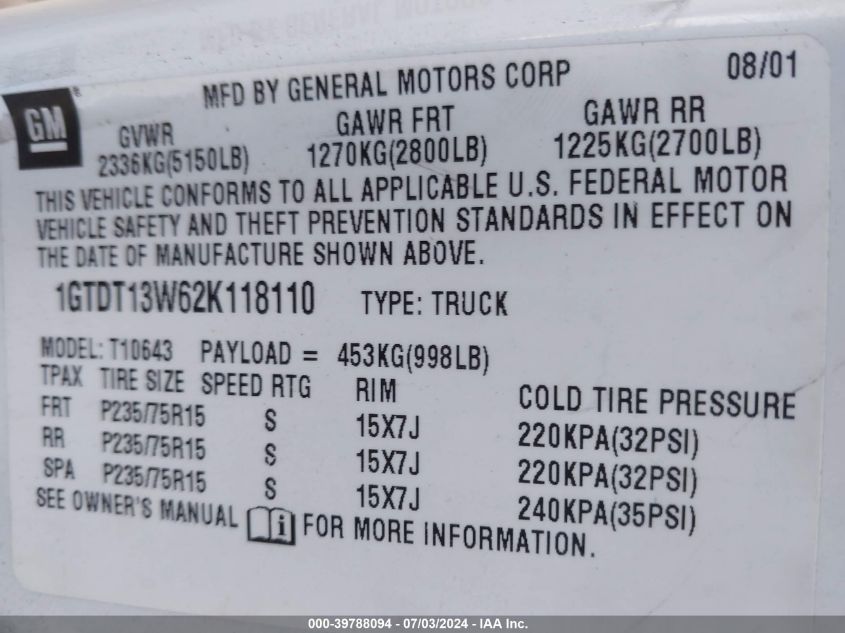 MFD BY GENERAL MOTORS CORP 08/01
GM®
GVWR GAWR FRT GAWR RR
2336KG(5150LB) 1270KG(2800LB) 1225KG(2700LB)
THIS VEHICLE CONFORMS TO ALL APPLICABLE U.S. FEDERAL MOTOR
VEHICLE SAFETY AND THEFT PREVENTION STANDARDS IN EFFECT ON
THE DATE OF MANUFACTURE SHOWN ABOVE.
1GTDT13W62K118110 TYPE: TRUCK
MODEL: T10643 PAYLOAD = 453KG(998LB)
TPAX TIRE SIZE SPEED RTG RIM COLD TIRE PRESSURE
FRT P235/75R15 S 15X7J 220KPA(32PSI)
RR P235/75R15 S 15X7J 220KPA(32PSI)
SPA P235/75R15 S 15X7J 240KPA(35PSI)
SEE OWNER'S MANUAL i FOR MORE INFORMATION.
000-39788094 - 07/03/2024 - IAA Inc.